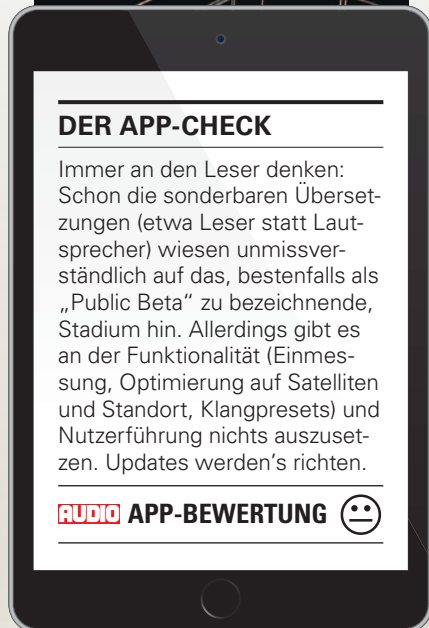 DER APP-CHECK
Immer an den Leser denken:
Schon die sonderbaren Überset-
zungen (etwa Leser statt Laut-
sprecher) wiesen unmissver-
ständlich auf das, bestenfalls als
„Public Beta“ zu bezeichnende,
Stadium hin. Allerdings gibt es
an der Funktionalität (Einmes-
sung, Optimierung auf Satelliten
und Standort, Klangpresets) und
Nutzerführung nichts auszuset-
zen. Updates werden’s richten.
AUDIO APP-BEWERTUNG